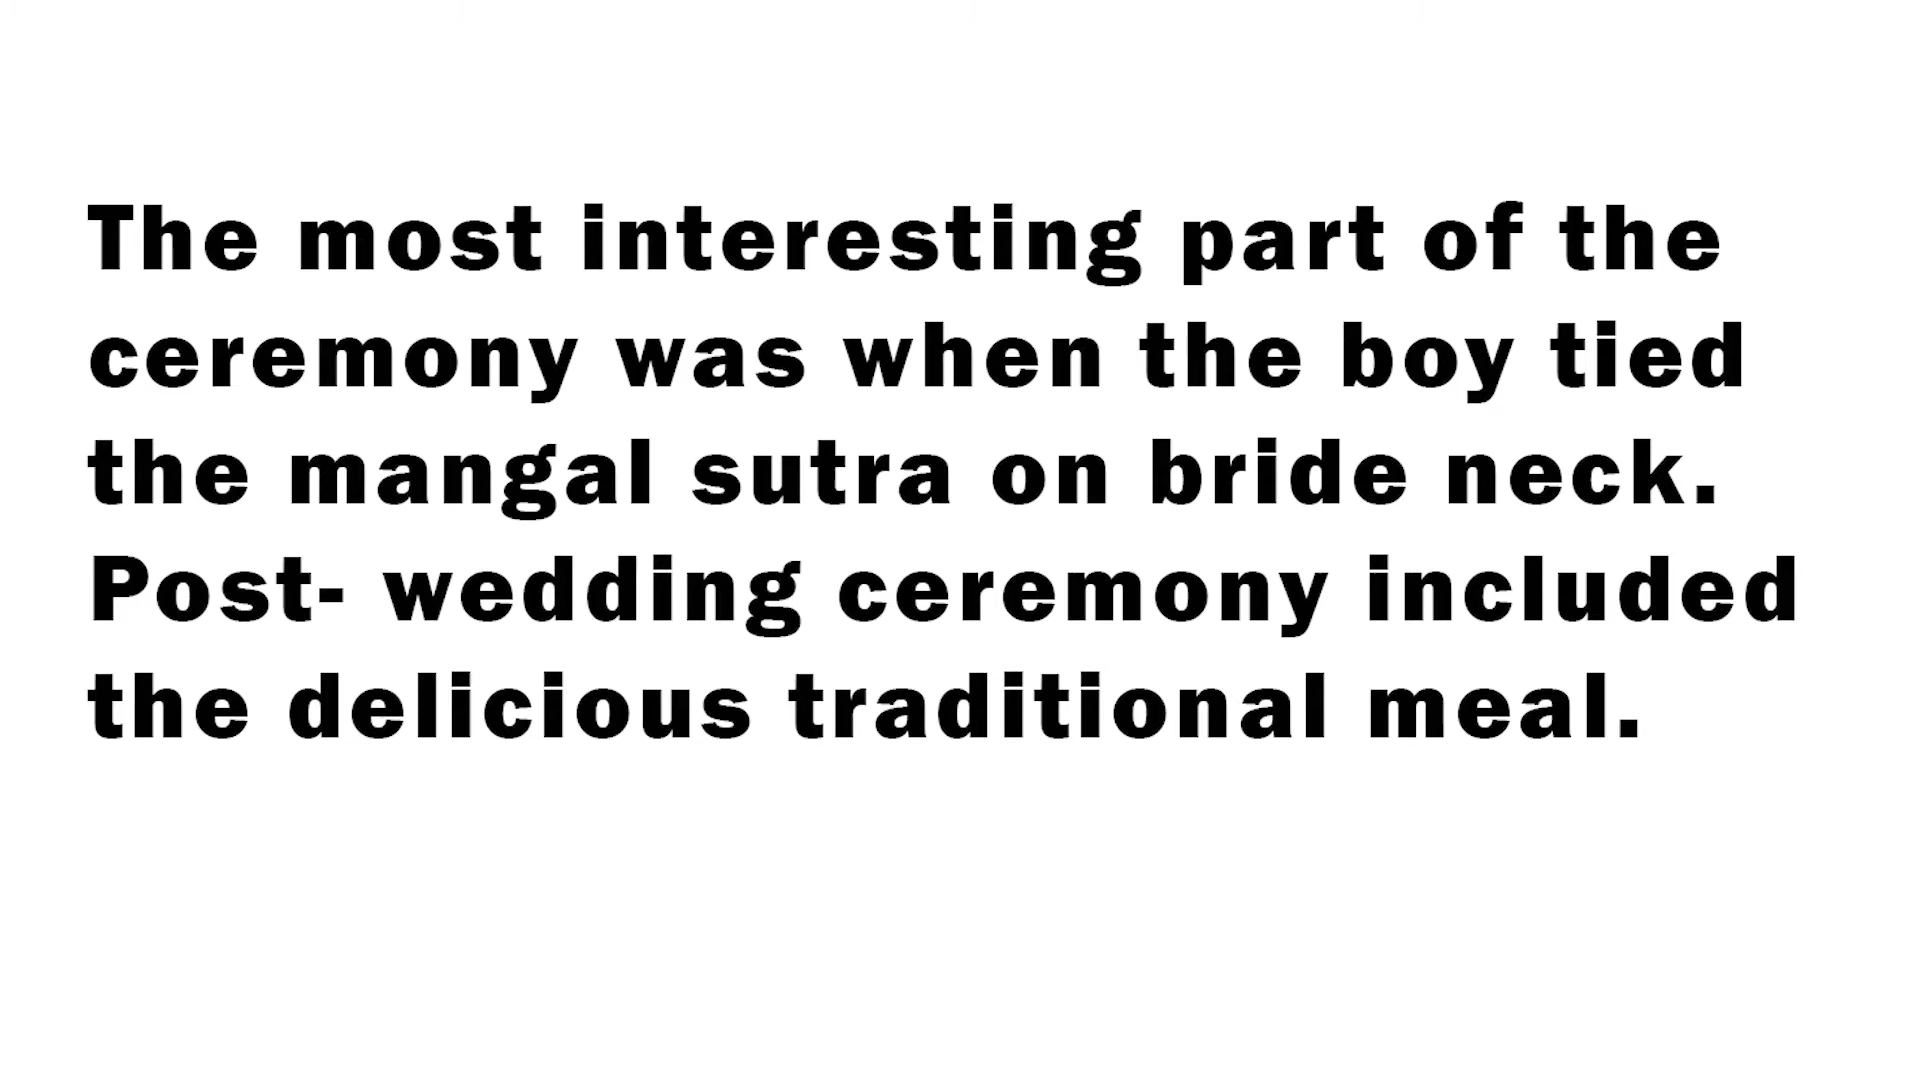 The most interesting part of the
ceremony was when the boy tied
the mangal sutra on bride neck.
Post- wedding ceremony included
the delicious traditional meal.